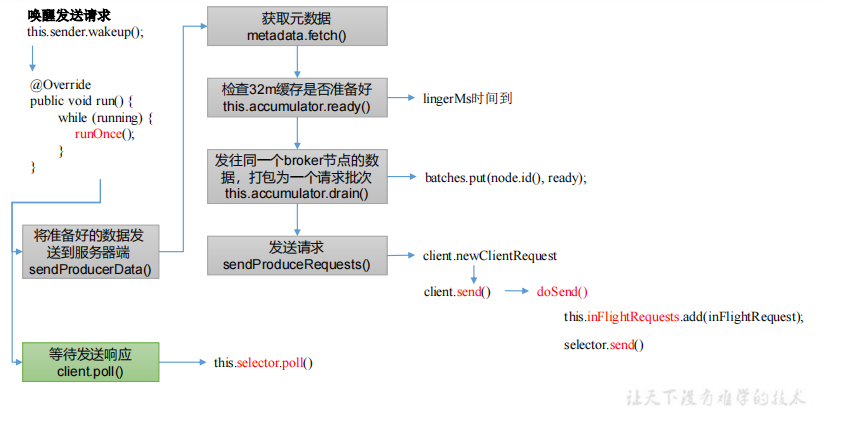 唤醒发送请求
this.sender.wakeup();
@Override
public void run() {
while (running) {
runOnce();
}
}
将准备好的数据发
送到服务器端
sendProducerData()
等待发送响应
client.poll()
this.selector.poll()
获取元数据
metadata.fetch()
检查32m缓存是否准备好
this.accumulator.ready()
lingerMs时间到
发往同一个broker节点的数
据，打包为一个请求批次
this.accumulator.drain()
batches.put(node.id(), ready);
发送请求
sendProduceRequests()
client.newClientRequest
client.send()
doSend()
this.inFlightRequests.add(inFlightRequest);
selector.send()
让天下没有难学的技术